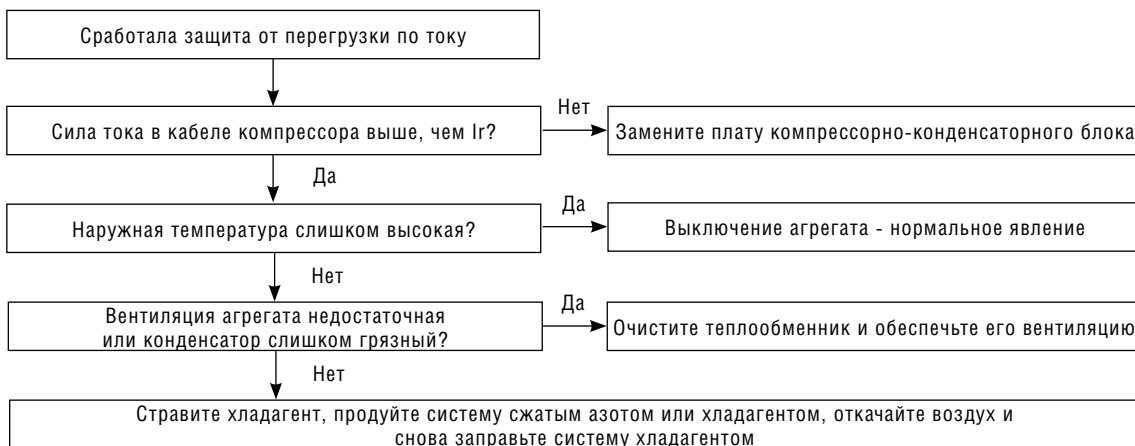 Сработала защита от перегрузки по току
Нет
Сила тока в кабеле компрессора выше, чем Ir?
Замените плату компрессорно-конденсаторного блока
Да
Да
Наружная температура слишком высокая?
Выключение агрегата - нормальное явление
Нет
Да
Вентиляция агрегата недостаточная
или конденсатор слишком грязный?
Очистите теплообменник и обеспечьте его вентиляцию
Нет
Стравите хладагент, продуйте систему сжатым азотом или хладагентом, откачайте воздух и
снова заправьте систему хладагентом